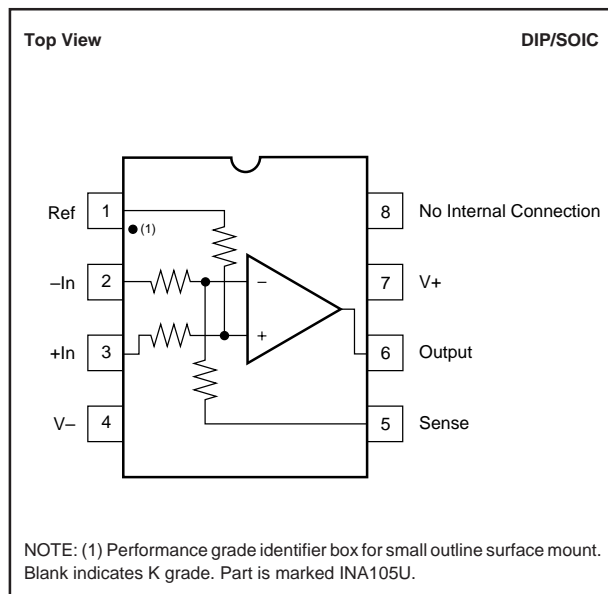 Top View DIP/SOIC
Ref 1 8 No Internal Connection
(1)
–In 2 – 7 V+
+In 3 + 6 Output
V– 4 5 Sense
NOTE: (1) Performance grade identifier box for small outline surface mount.
Blank indicates K grade. Part is marked INA105U.